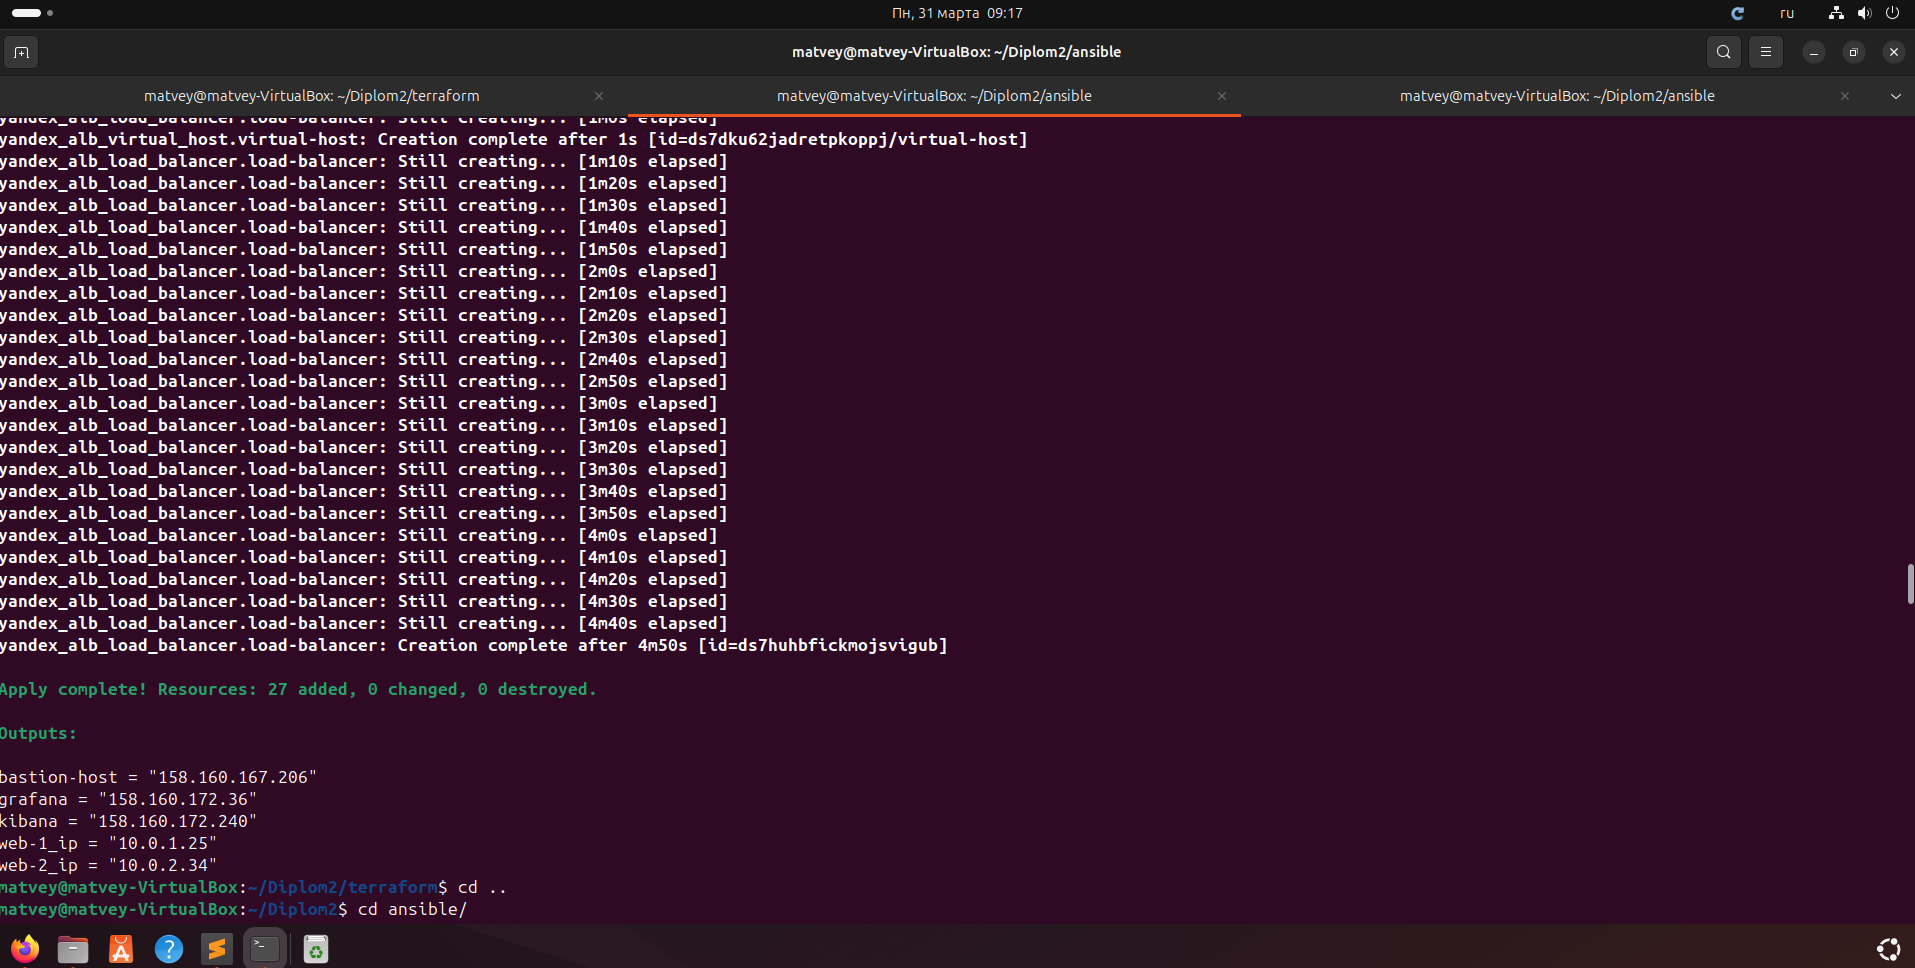 Пн, 31 марта 09:17
ru
matvey@matvey-VirtualBox: ~/Diplom2/ansible
matvey@matvey-VirtualBox: ~/Diplom2/terraform
matvey@matvey-VirtualBox: ~/Diplom2/ansible
matvey@matvey-VirtualBox: ~/Diplom2/ansible
yandex_alb_load_balancer.load-balancer: Still creating... [1m0s elapsed]
yandex_alb_virtual_host.virtual-host: Creation complete after 1s [id=ds7dku62jadretpkoppj/virtual-host]
yandex_alb_load_balancer.load-balancer: Still creating... [1m10s elapsed]
yandex_alb_load_balancer.load-balancer: Still creating... [1m20s elapsed]
yandex_alb_load_balancer.load-balancer: Still creating... [1m30s elapsed]
yandex_alb_load_balancer.load-balancer: Still creating... [1m40s elapsed]
yandex_alb_load_balancer.load-balancer: Still creating... [1m50s elapsed]
yandex_alb_load_balancer.load-balancer: Still creating... [2m0s elapsed]
yandex_alb_load_balancer.load-balancer: Still creating... [2m10s elapsed]
yandex_alb_load_balancer.load-balancer: Still creating... [2m20s elapsed]
yandex_alb_load_balancer.load-balancer: Still creating... [2m30s elapsed]
yandex_alb_load_balancer.load-balancer: Still creating... [2m40s elapsed]
yandex_alb_load_balancer.load-balancer: Still creating... [2m50s elapsed]
yandex_alb_load_balancer.load-balancer: Still creating... [3m0s elapsed]
yandex_alb_load_balancer.load-balancer: Still creating... [3m10s elapsed]
yandex_alb_load_balancer.load-balancer: Still creating... [3m20s elapsed]
yandex_alb_load_balancer.load-balancer: Still creating... [3m30s elapsed]
yandex_alb_load_balancer.load-balancer: Still creating... [3m40s elapsed]
yandex_alb_load_balancer.load-balancer: Still creating... [3m50s elapsed]
yandex_alb_load_balancer.load-balancer: Still creating... [4m0s elapsed]
yandex_alb_load_balancer.load-balancer: Still creating... [4m10s elapsed]
yandex_alb_load_balancer.load-balancer: Still creating... [4m20s elapsed]
yandex_alb_load_balancer.load-balancer: Still creating... [4m30s elapsed]
yandex_alb_load_balancer.load-balancer: Still creating... [4m40s elapsed]
yandex_alb_load_balancer.load-balancer: Creation complete after 4m50s [id=ds7huhbfickmojsvigub]
Apply complete! Resources: 27 added, 0 changed, 0 destroyed.
Outputs:
bastion-host = "158.160.167.206"
grafana = "158.160.172.36"
kibana = "158.160.172.240"
web-1_ip = "10.0.1.25"
web-2_ip = "10.0.2.34"
matvey@matvey-VirtualBox:~/Diplom2/terraform$ cd ..
matvey@matvey-VirtualBox:~/Diplom2$ cd ansible/